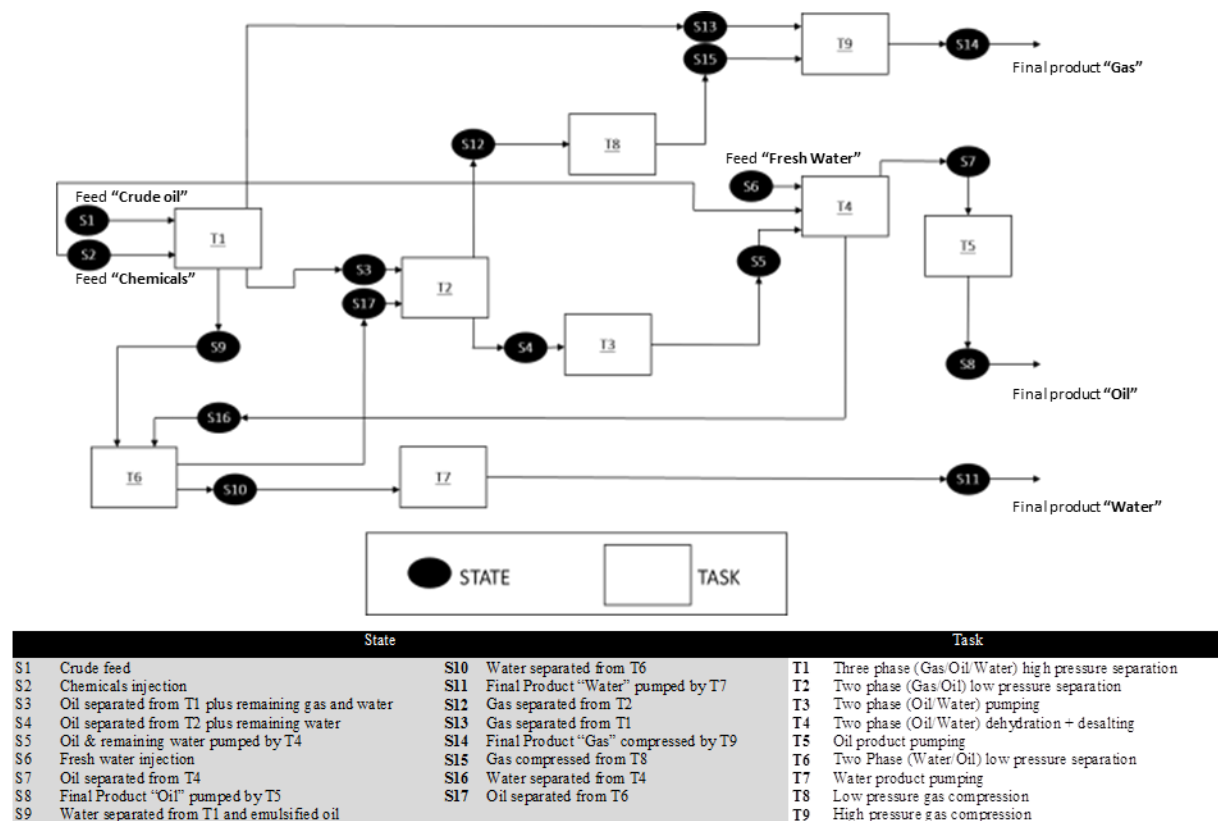 S13
T9
S14
Final product “Gas”
S15
S12
T8
Feed “Fresh Water”
S7
S6
T4
Feed “Crude oil”
S1
T1
S2
Feed “Chemicals”
T5
S5
S3
T2
S17
S9
S4
T3
S8
Final product “Oil”
S16
T6
S10
T7
S11
Final product “Water”
STATE
TASK
State Task
S1 Crude feed S10 Water separated from T6 T1 Three phase (Gas/Oil/Water) high pressure separation
S2 Chemicals injection S11 Final Product “Water” pumped by T7 T2 Two phase (Gas/Oil) low pressure separation
S3 Oil separated from T1 plus remaining gas and water S12 Gas separated from T2 T3 Two phase (Oil/Water) pumping
S4 Oil separated from T2 plus remaining water S13 Gas separated from T1 T4 Two phase (Oil/Water) dehydration + desalting
S5 Oil & remaining water pumped by T4 S14 Final Product “Gas” compressed by T9 T5 Oil product pumping
S6 Fresh water injection S15 Gas compressed from T8 T6 Two Phase (Water/Oil) low pressure separation
S7 Oil separated from T4 S16 Water separated from T4 T7 Water product pumping
S8 Final Product “Oil” pumped by T5 S17 Oil separated from T6 T8 Low pressure gas compression
S9 Water separated from T1 and emulsified oil T9 High pressure gas compression